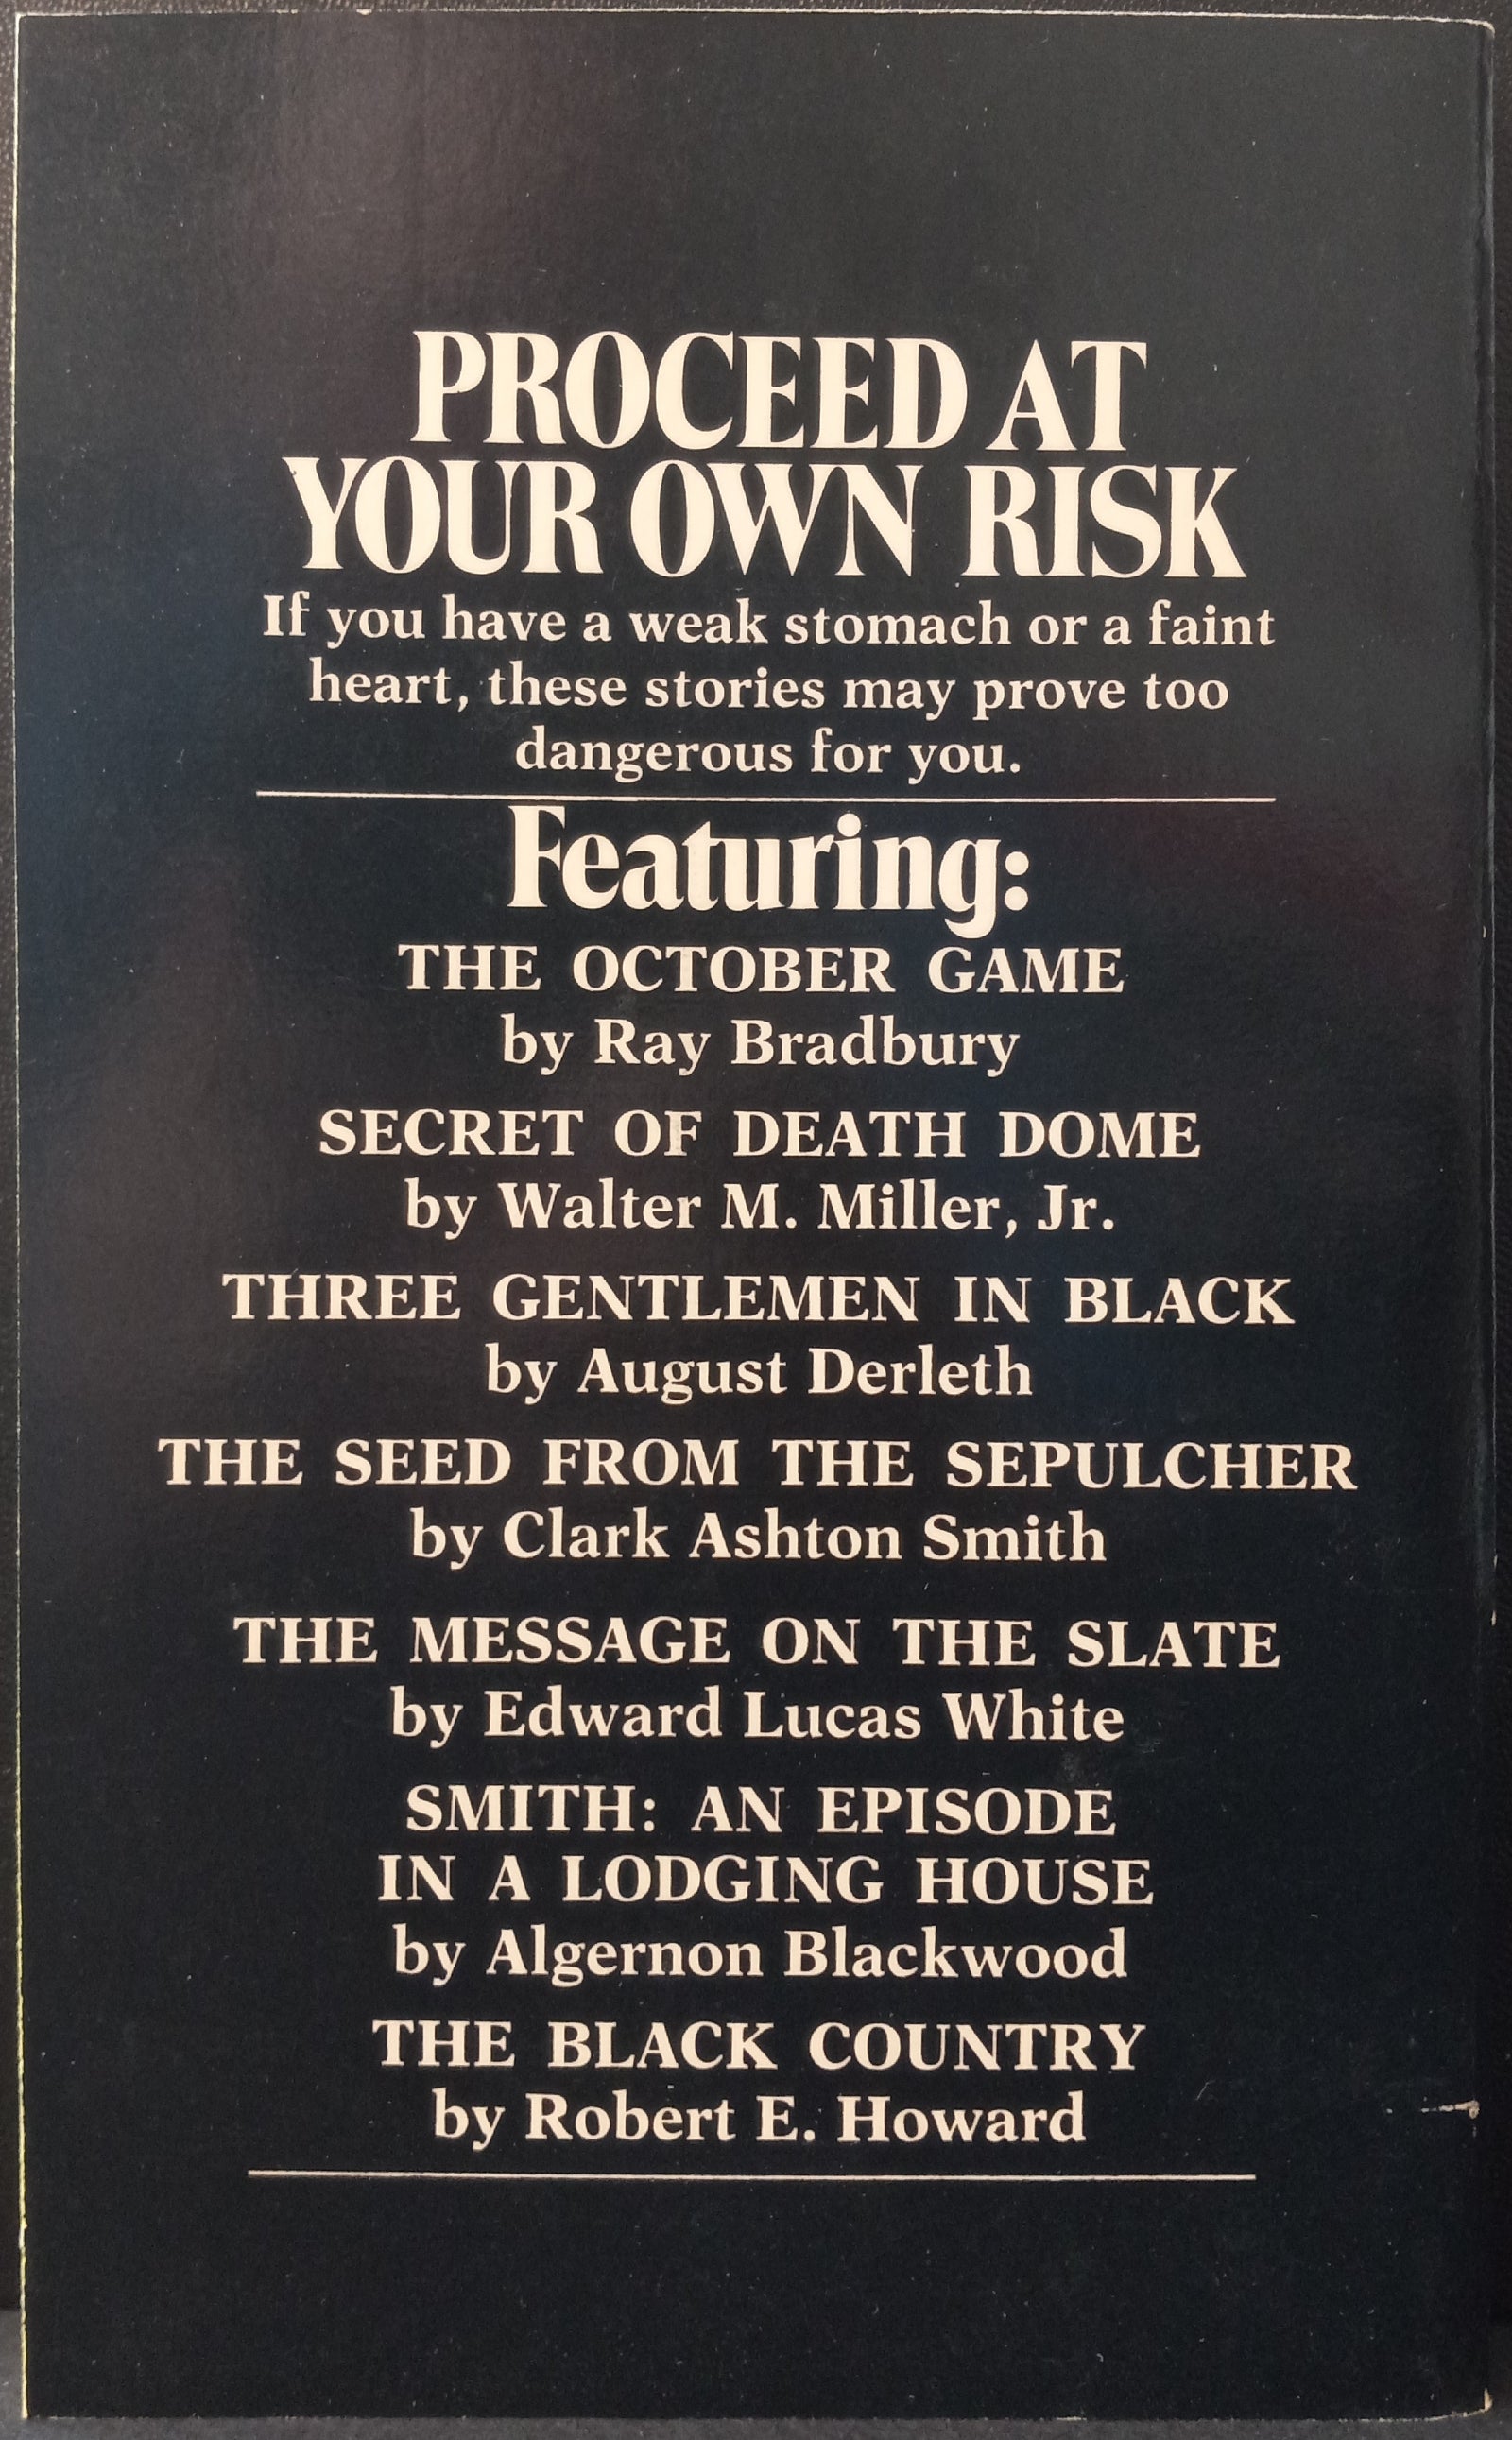 PROCEED AT
YOUR OWN RISK
If you have a weak stomach or a faint
heart, these stories may prove too
dangerous for you.
Featuring:
THE OCTOBER GAME
by Ray Bradbury
SECRET OF DEATH DOME
by Walter M. Miller, Jr.
THREE GENTLEMEN IN BLACK
by August Derleth
THE SEED FROM THE SEPULCHER
by Clark Ashton Smith
THE MESSAGE ON THE SLATE
by Edward Lucas White
SMITH: AN EPISODE
IN A LODGING HOUSE
by Algernon Blackwood
THE BLACK COUNTRY
by Robert E. Howard